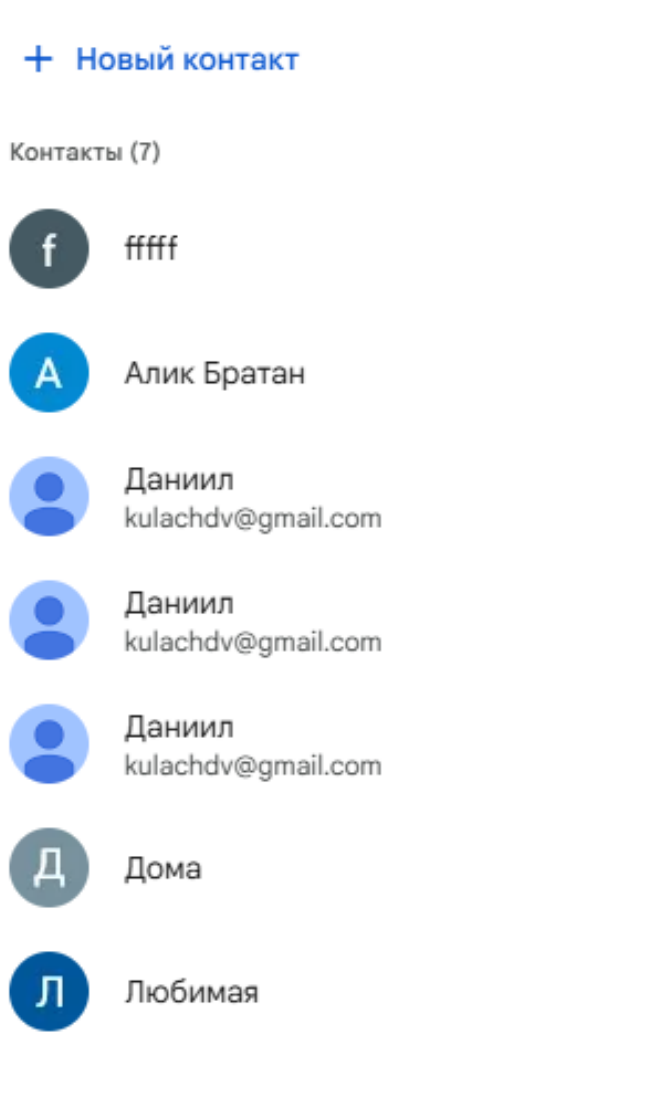 + Новый контакт
Контакты (7)
f
fffff
А
Алик Братан
Даниил
kulachdv@gmail.com
Даниил
kulachdv@gmail.com
Даниил
kulachdv@gmail.com
Д
Дома
Л
Любимая